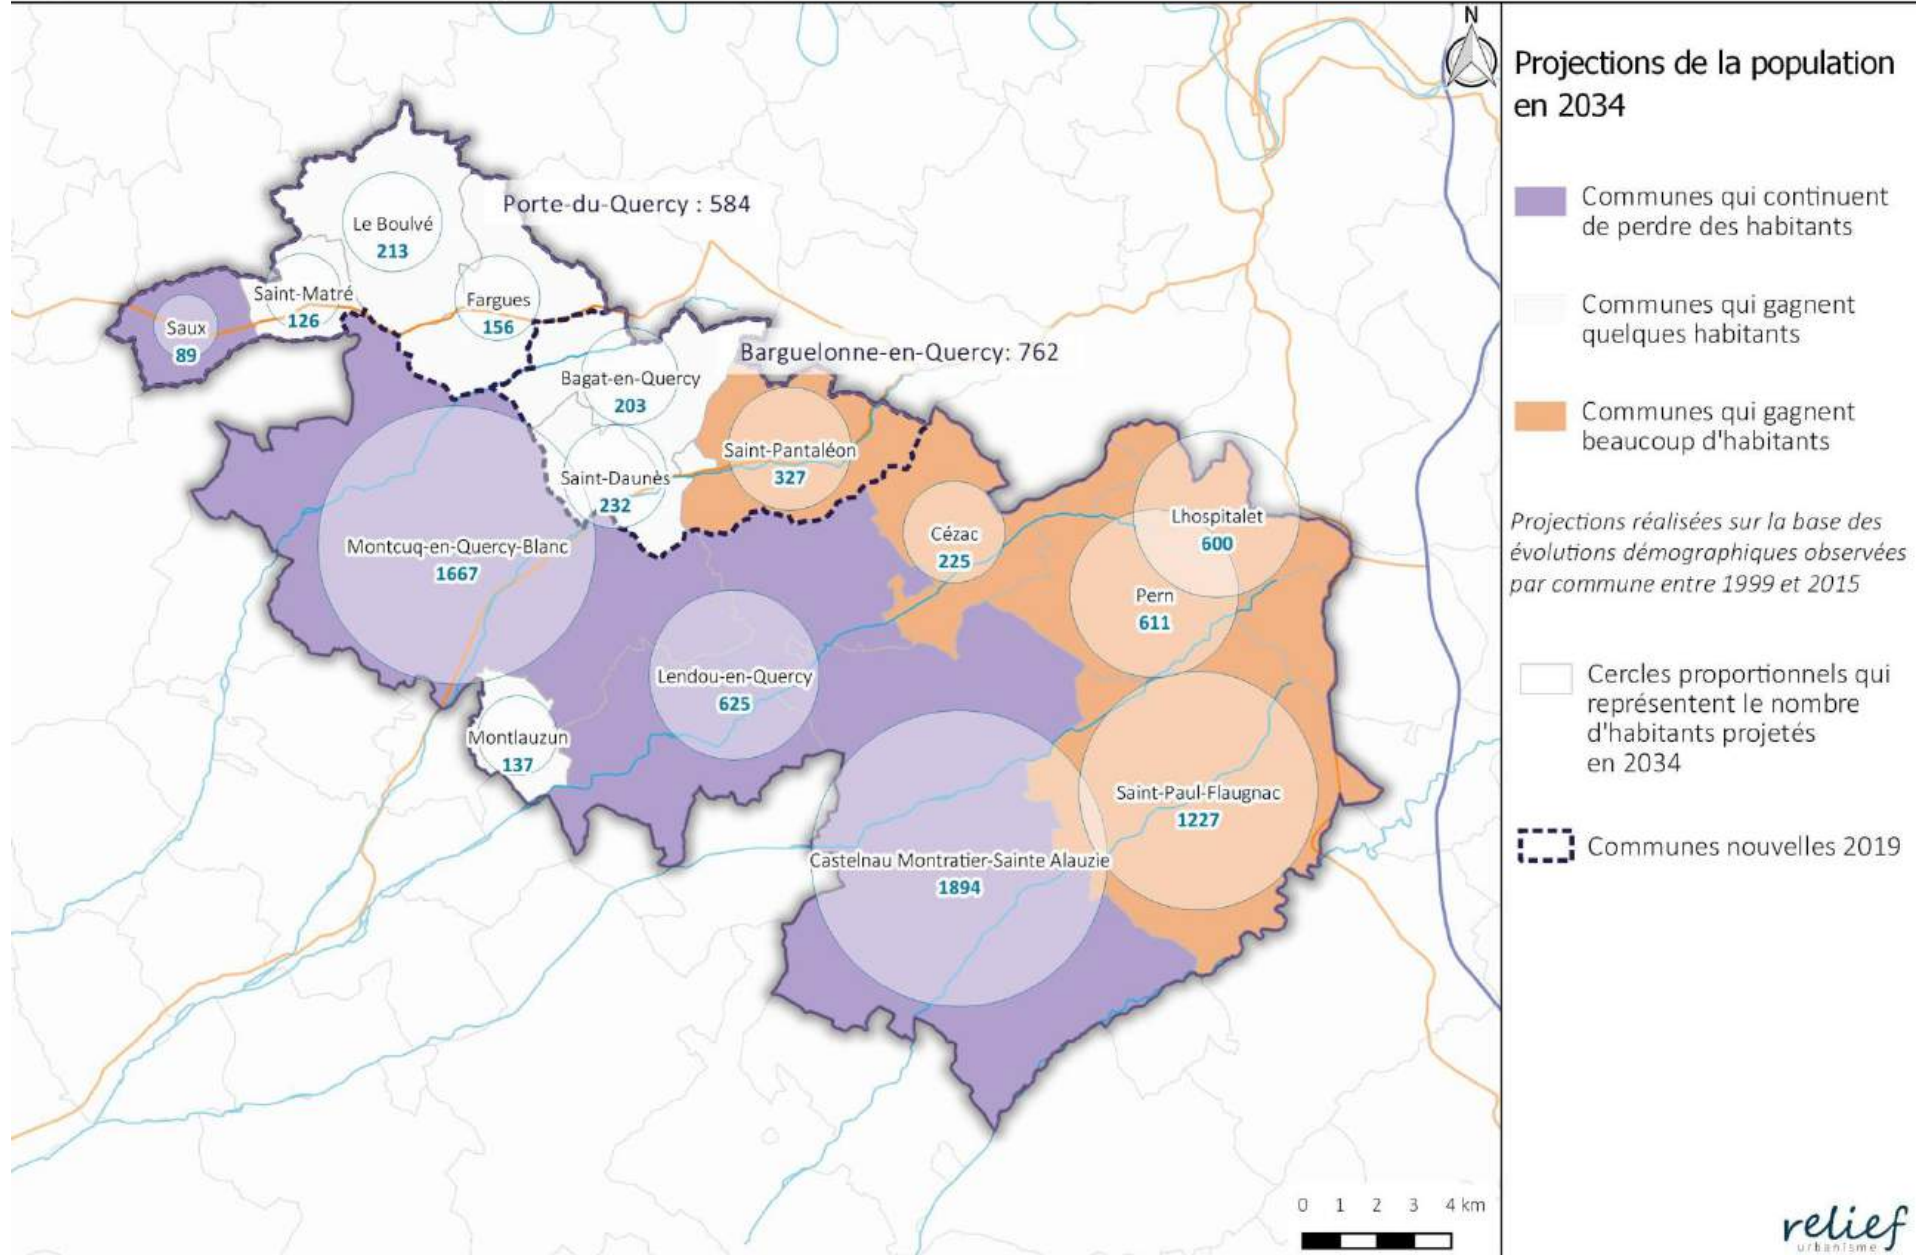 N
Porte-du-Quercy : 584
Le Boulvé
213
Saint-Matré
126
Fargues
156
Saux
89
Barguelonne-en-Quercy: 762
Bagat-en-Quercy
203
Saint-Pantaléon
327
Saint-Daunès
232
Cézac
225
Lhospitalet
600
Montcuq-en-Quercy-Blanc
1667
Pern
611
Lendou-en-Quercy
625
Montlauzun
137
Saint-Paul-Flaugnac
1227
Castelnau Montratier-Sainte Alauzie
1894
0 1 2 3 4 km
Projections de la population
en 2034
Communes qui continuent
de perdre des habitants
Communes qui gagnent
quelques habitants
Communes qui gagnent
beaucoup d'habitants
Projections réalisées sur la base des
évolutions démographiques observées
par commune entre 1999 et 2015
Cercles proportionnels qui
représentent le nombre
d'habitants projetés
en 2034
Communes nouvelles 2019
relief
urbanisme